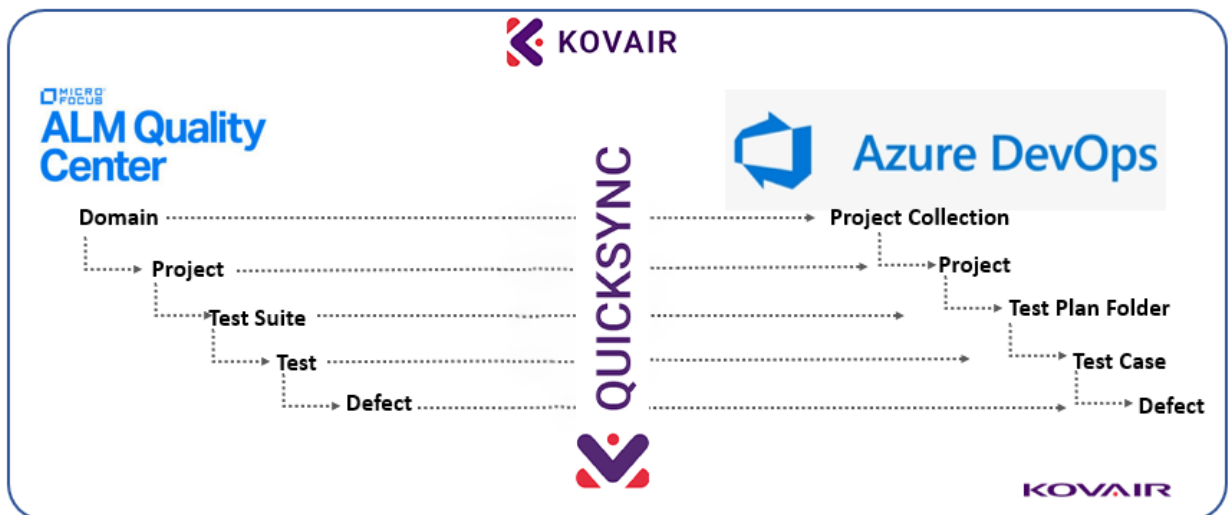 KOVAIR
MICRO
FOCUS
ALM Quality
Center
Azure DevOps
QUICKSYNC
Domain
Project Collection
Project
Project
Test Suite
Test Plan Folder
Test
Test Case
Defect
Defect
KOVAIR